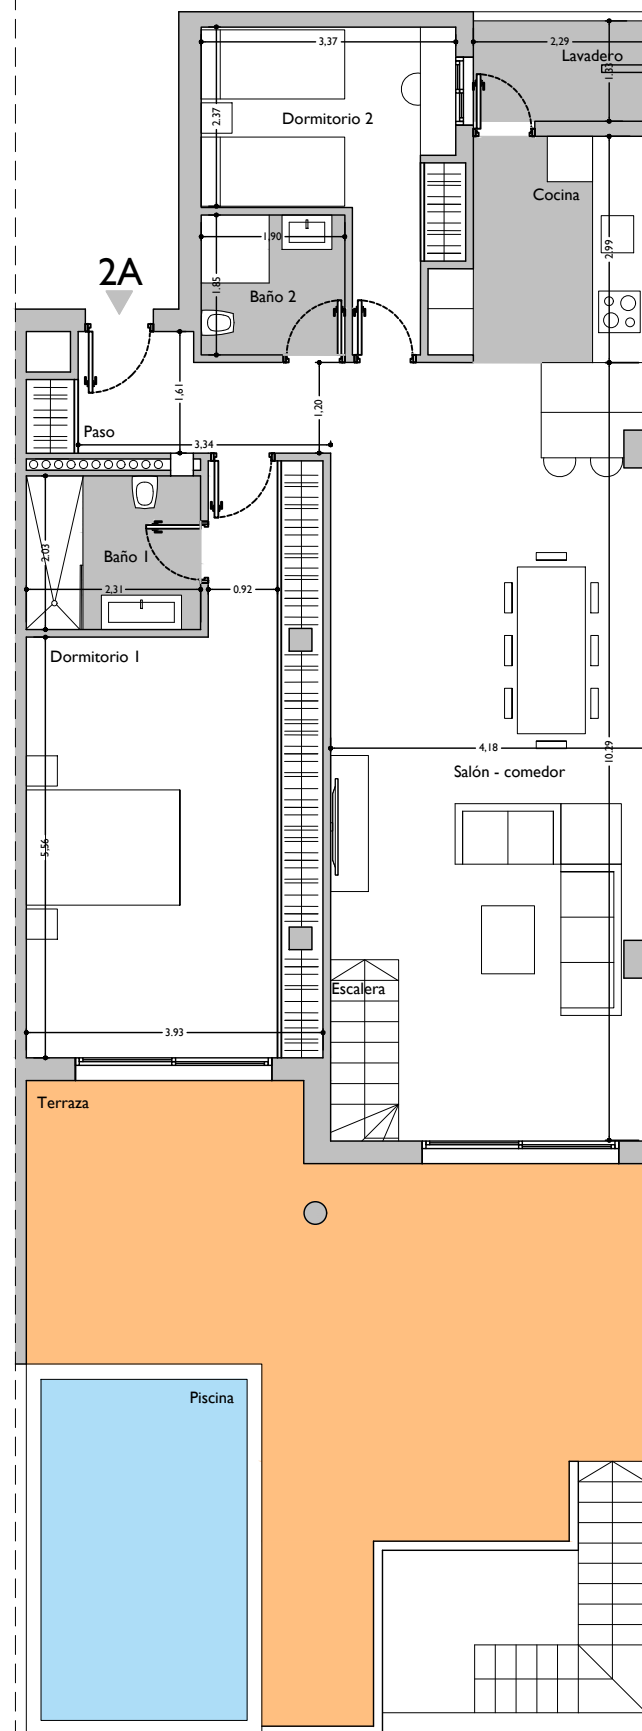 3,37
2,29
Lavadero
1,33
Dormitorio 2
2,37
Cocina
2,99
1,90
Baño 2
1,85
2A
1,61
1,20
Paso
3,34
Baño 1
2,03
2,31
0,92
Dormitorio 1
4,18
10,29
Salón - comedor
5,56
Escalera
3,93
Terraza
Piscina